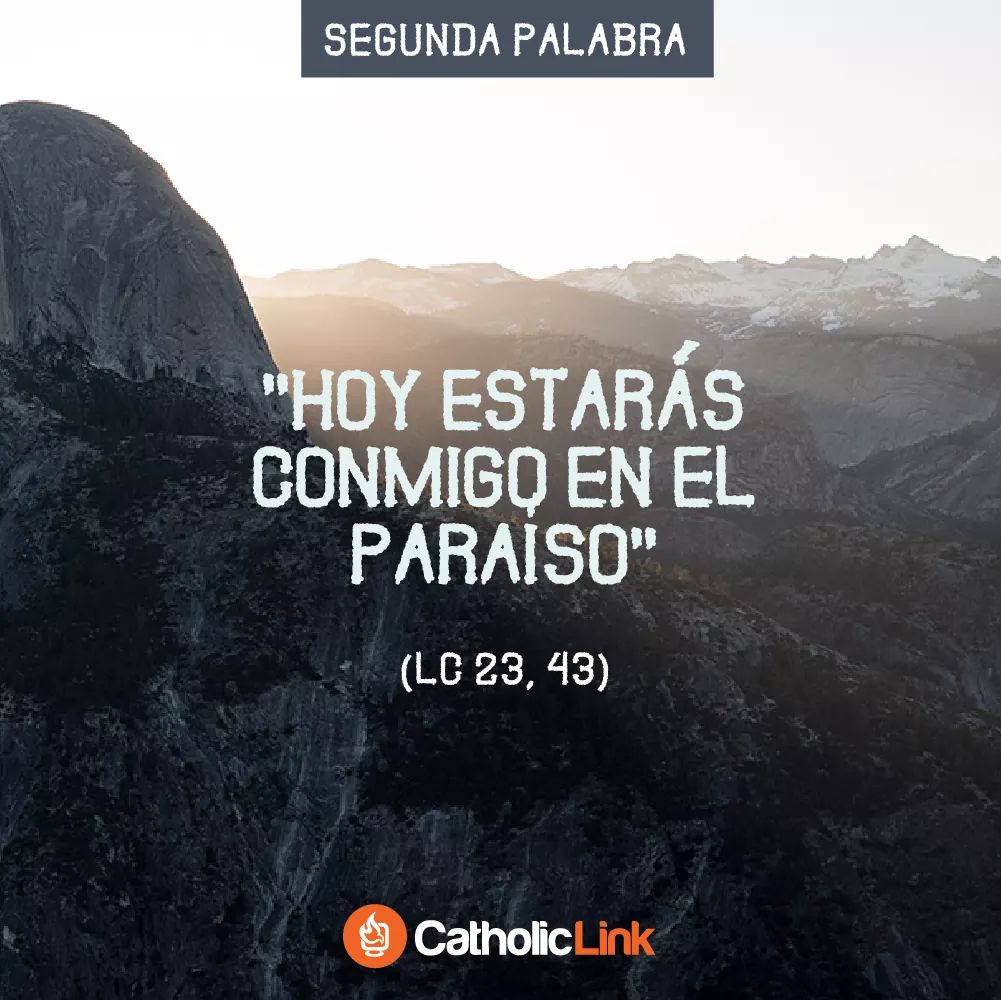 SEGUNDA PALABRA
"HOY ESTARÁS
CONMIGO EN EL
PARAÍSO"
(LC 23, 43)
CatholicLink